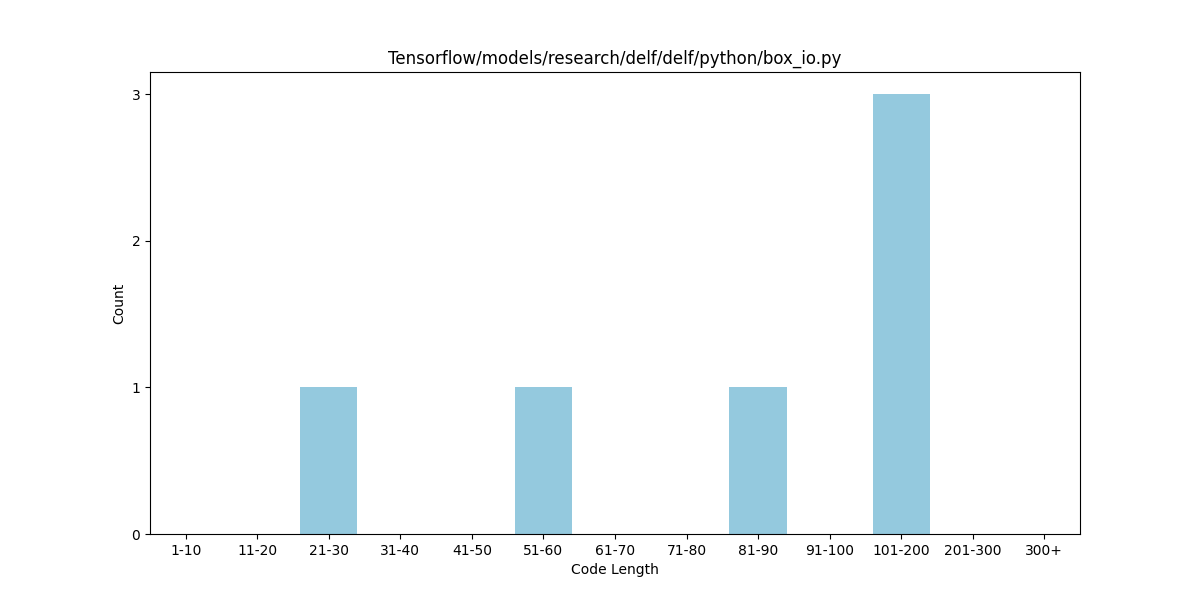 Tensorflow/models/research/delf/delf/python/box_io.py
Count
3
2
1
0
1-10 11-20 21-30 31-40 41-50 51-60 61-70 71-80 81-90 91-100 101-200 201-300 300+
Code Length